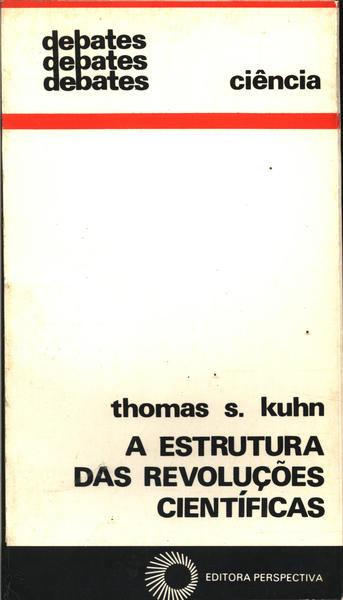 debates
debates
debates ciência
thomas s. kuhn
A ESTRUTURA
DAS REVOLUÇÕES
CIENTÍFICAS
EDITORA PERSPECTIVA